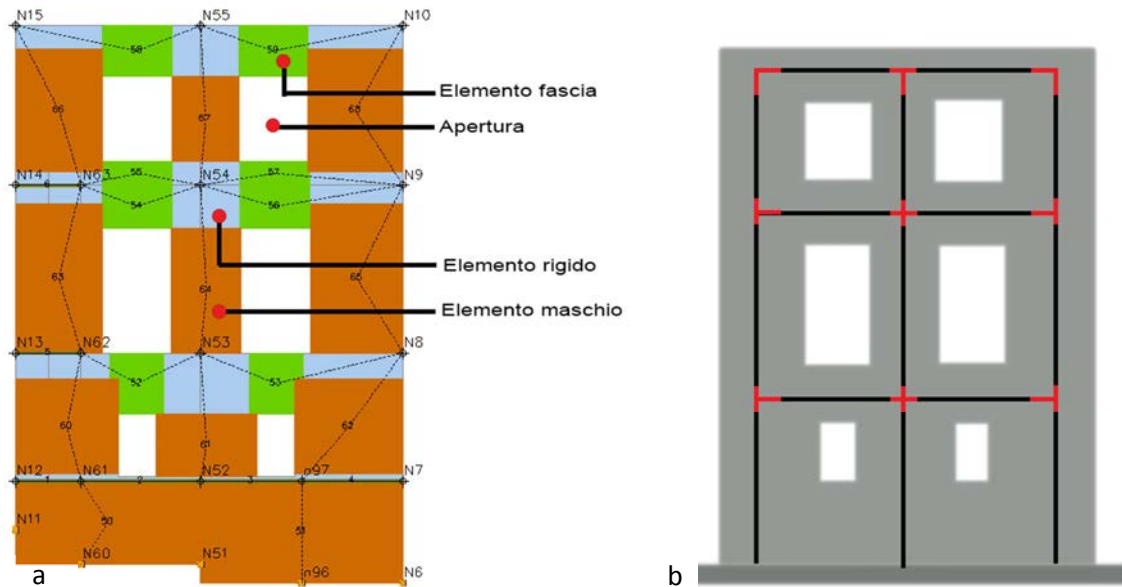 N15 N55 N10
58 59
Elemento fascia
66 67 68
Apertura
N14 N63 N54 N9
6 55 57
54 56
Elemento rigido
63 64 65
Elemento maschio
N13 N62 N53 N8
5 52 53
60 61 62
N12 N61 N52 n97 N7
1 2 3 4
50 51
N11
N60 N51 n96 N6
a b